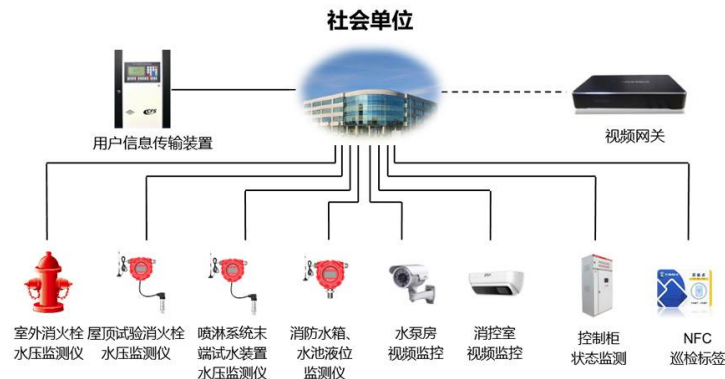 社会单位
用户信息传输装置
视频网关
室外消火栓
水压监测仪
屋顶试验消火栓
水压监测仪
喷淋系统末
端试水装置
水压监测仪
消防水箱、
水池液位
监测仪
水泵房
视频监控
消控室
视频监控
控制柜
状态监测
NFC
巡检标签